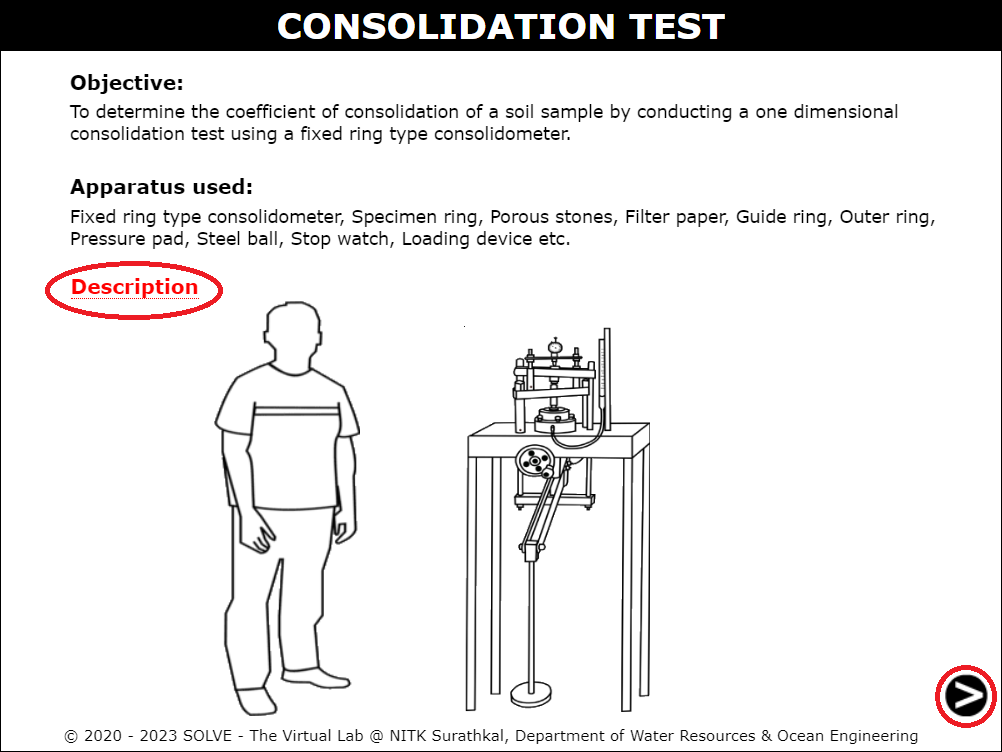 CONSOLIDATION TEST
Objective:
To determine the coefficient of consolidation of a soil sample by conducting a one dimensional
consolidation test using a fixed ring type consolidometer.
Apparatus used:
Fixed ring type consolidometer, Specimen ring, Porous stones, Filter paper, Guide ring, Outer ring,
Pressure pad, Steel ball, Stop watch, Loading device etc.
Description
© 2020 - 2023 SOLVE - The Virtual Lab @ NITK Surathkal, Department of Water Resources & Ocean Engineering